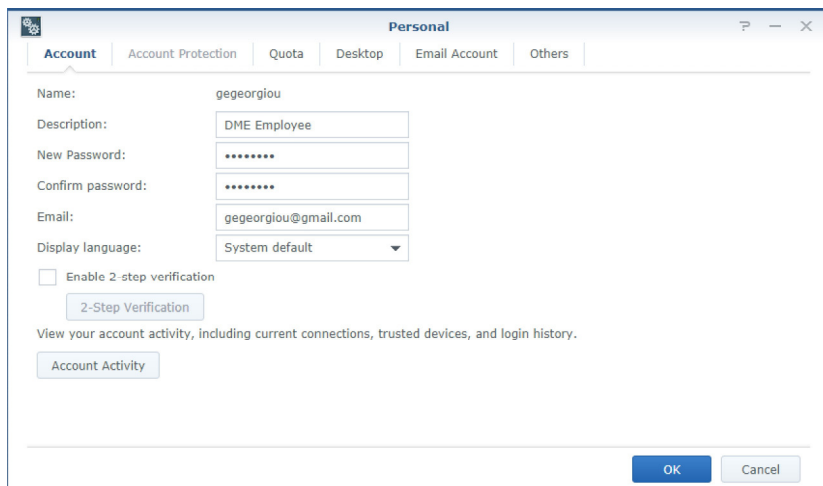 Personal
Account Account Protection Quota Desktop Email Account Others
Name: gegeorgiou
Description: DME Employee
New Password: ••••••••
Confirm password: ••••••••
Email: gegeorgiou@gmail.com
Display language: System default
Enable 2-step verification
2-Step Verification
View your account activity, including current connections, trusted devices, and login history.
Account Activity
OK Cancel